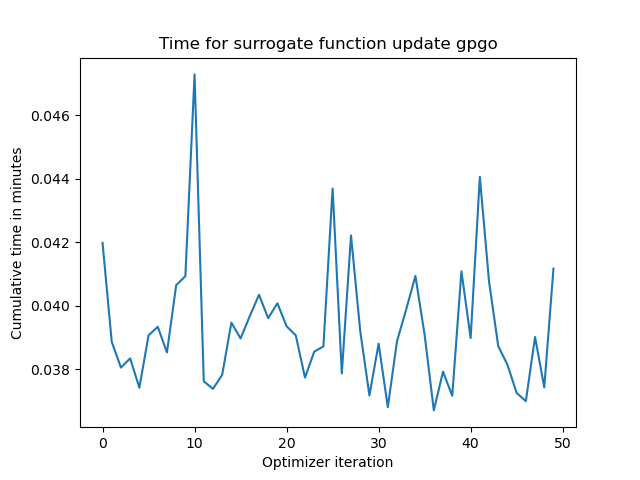 Time for surrogate function update gpgo
Cumulative time in minutes
0.046
0.044
0.042
0.040
0.038
0 10 20 30 40 50
Optimizer iteration